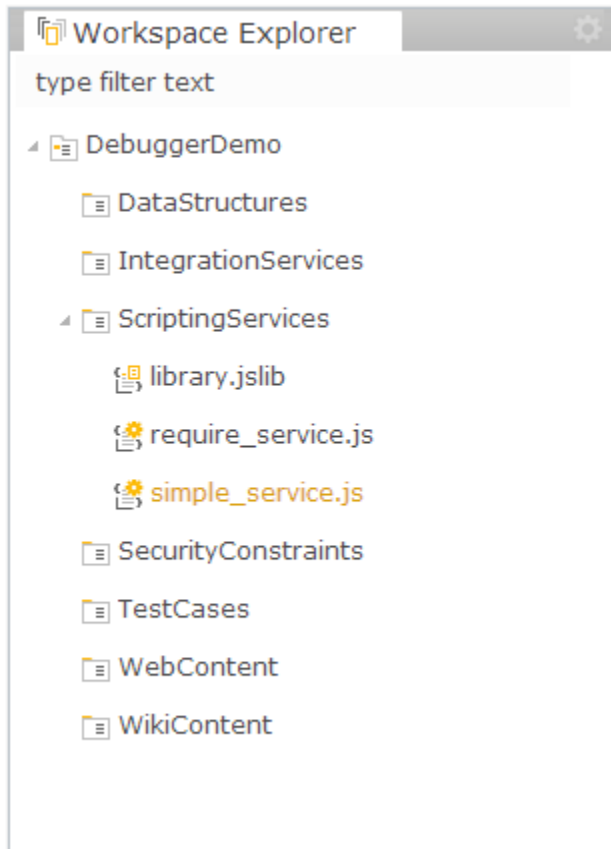 Workspace Explorer
type filter text
DebuggerDemo
DataStructures
IntegrationServices
ScriptingServices
library.jslib
require_service.js
simple_service.js
SecurityConstraints
TestCases
WebContent
WikiContent